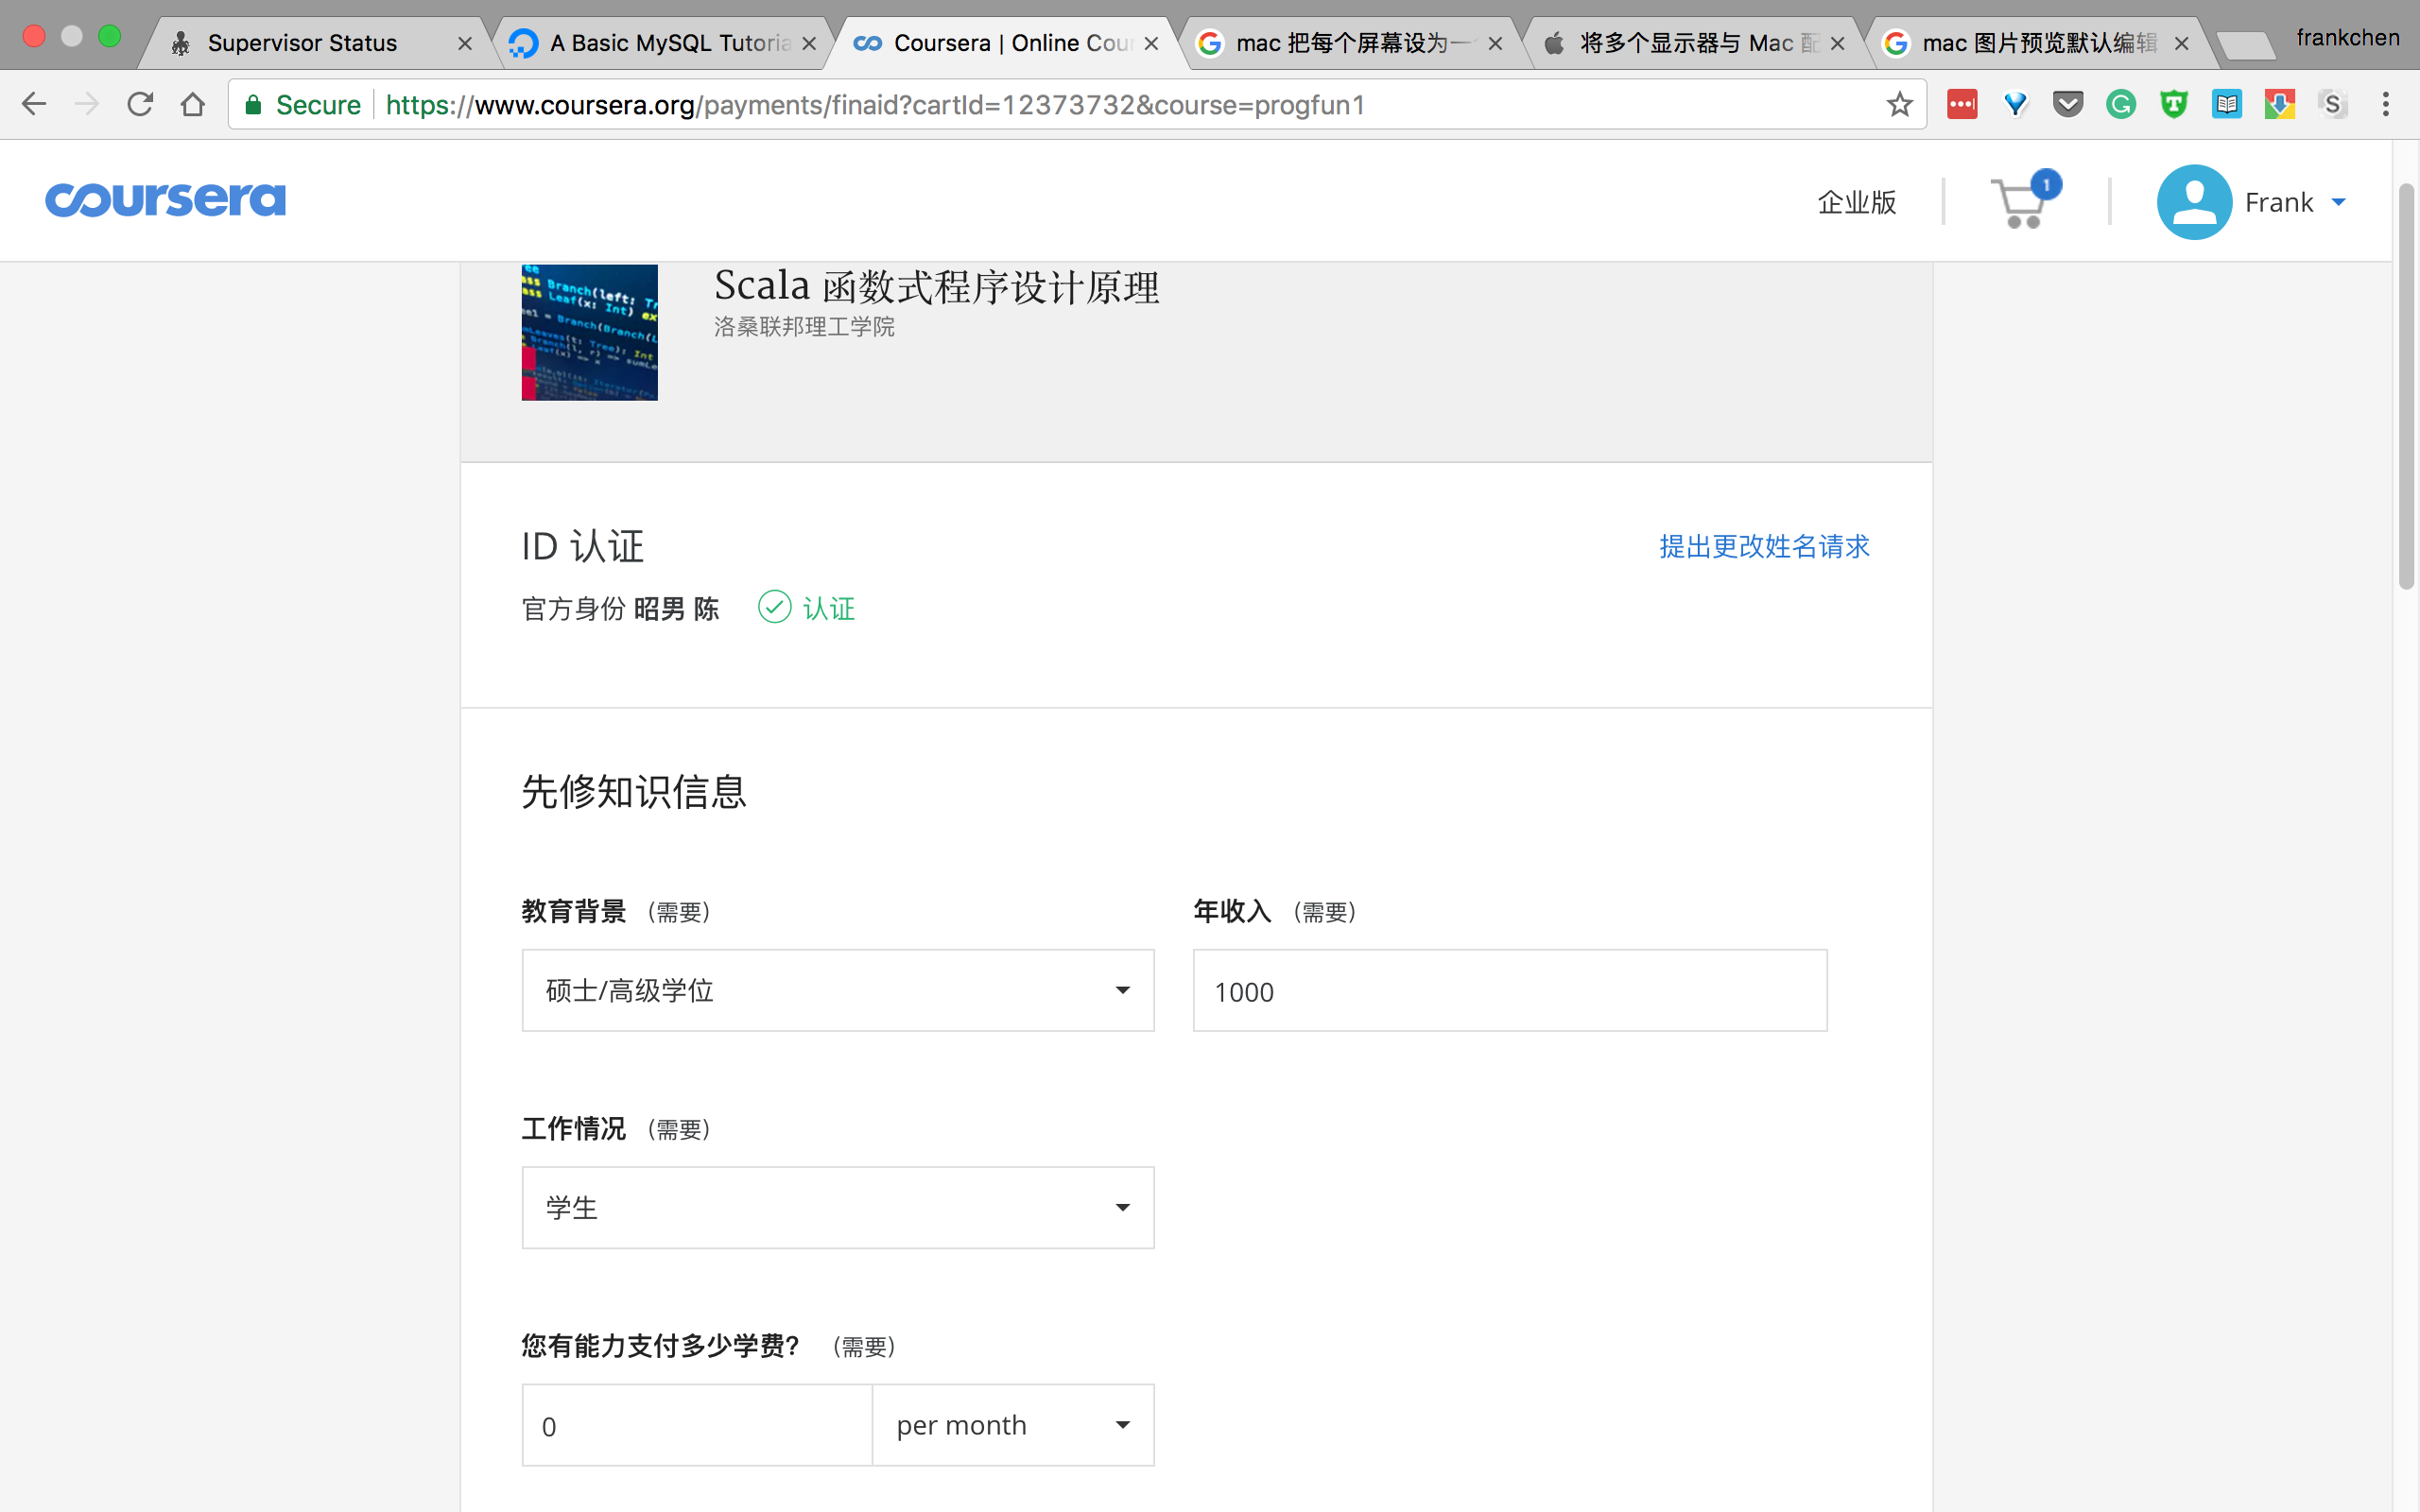 Supervisor Status
A Basic MySQL Tutoria
Coursera | Online Cour
mac 把每个屏幕设为一
将多个显示器与 Mac 配
mac 图片预览默认编辑
frankchen
Secure
https://www.coursera.org/payments/finaid?cartId=12373732&course=progfun1
coursera
企业版
1
Frank
Scala 函数式程序设计原理
洛桑联邦理工学院
ID 认证
提出更改姓名请求
官方身份 昭男 陈 认证
先修知识信息
教育背景 (需要)
年收入 (需要)
硕士/高级学位
1000
工作情况 (需要)
学生
您有能力支付多少学费? (需要)
0
per month